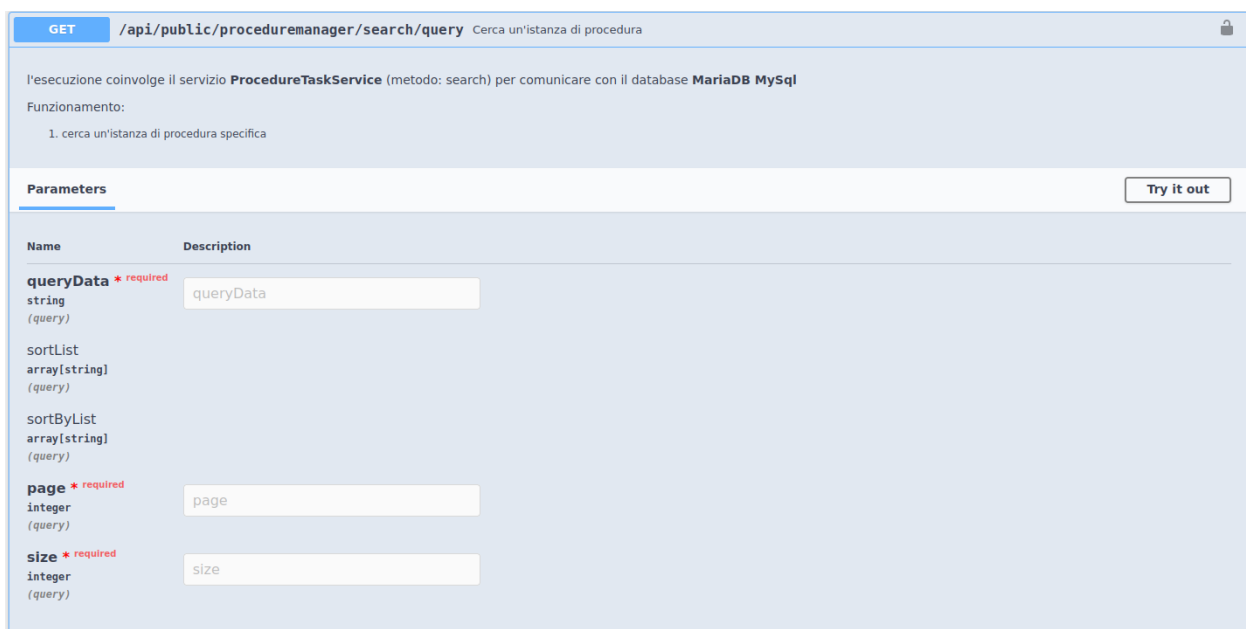 GET /api/public/proceduremanager/search/query Cerca un'istanza di procedura
l'esecuzione coinvolge il servizio ProcedureTaskService (metodo: search) per comunicare con il database MariaDB MySql
Funzionamento:
1. cerca un'istanza di procedura specifica
Parameters
Try it out
Name Description
queryData * required
string
(query)
queryData
sortList
array[string]
(query)
sortByList
array[string]
(query)
page * required
integer
(query)
page
size * required
integer
(query)
size